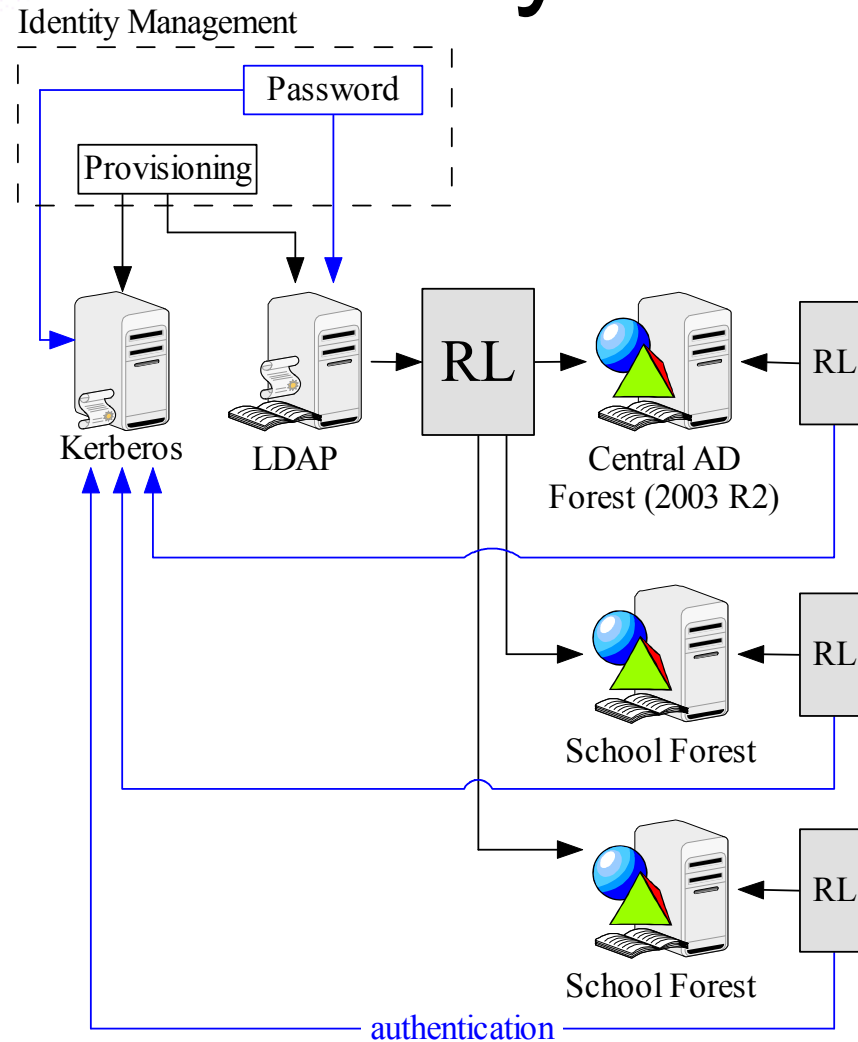 Identity Management
Password
Provisioning
Kerberos
LDAP
RL
Central AD
Forest (2003 R2)
RL
School Forest
RL
School Forest
RL
authentication